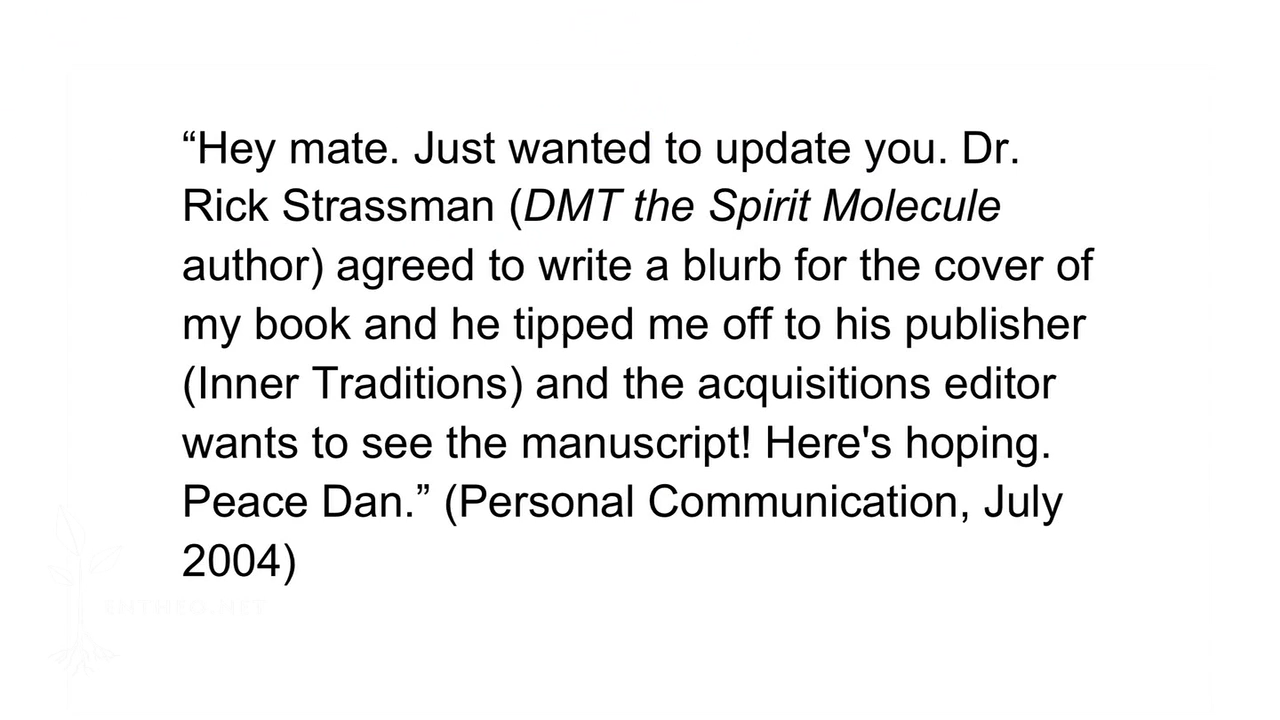 “Hey mate. Just wanted to update you. Dr.
Rick Strassman (DMT the Spirit Molecule
author) agreed to write a blurb for the cover of
my book and he tipped me off to his publisher
(Inner Traditions) and the acquisitions editor
wants to see the manuscript! Here's hoping.
Peace Dan.” (Personal Communication, July
2004)
ENTHEO.NET